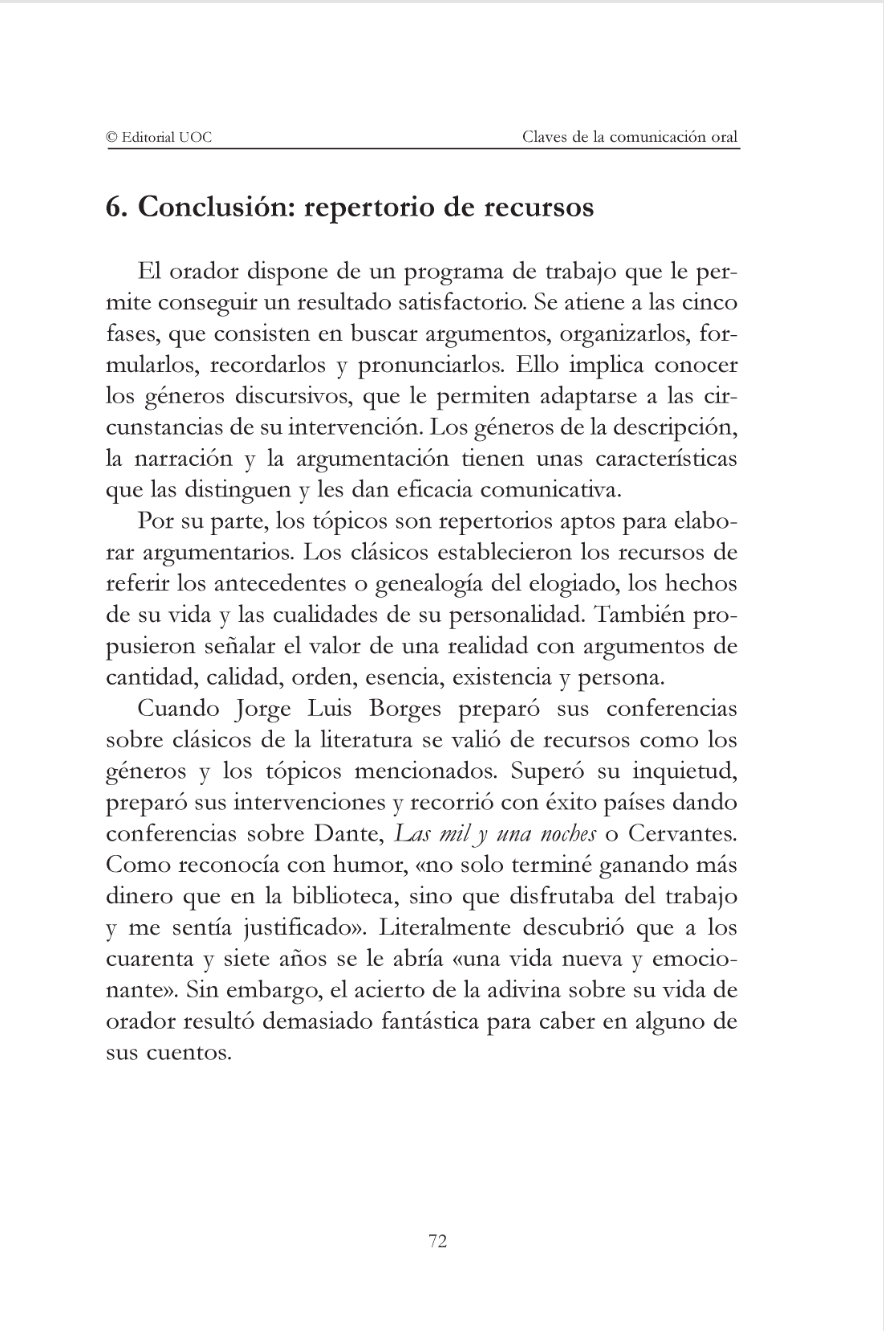 © Editorial UOC
Claves de la comunicación oral
6. Conclusión: repertorio de recursos
El orador dispone de un programa de trabajo que le per-
mite conseguir un resultado satisfactorio. Se atiene a las cinco
fases, que consisten en buscar argumentos, organizarlos, for-
mularlos, recordarlos y pronunciarlos. Ello implica conocer
los géneros discursivos, que le permiten adaptarse a las cir-
cunstancias de su intervención. Los géneros de la descripción,
la narración y la argumentación tienen unas características
que las distinguen y les dan eficacia comunicativa.
Por su parte, los tópicos son repertorios aptos para elabo-
rar argumentarios. Los clásicos establecieron los recursos de
referir los antecedentes o genealogía del elogiado, los hechos
de su vida y las cualidades de su personalidad. También pro-
pusieron señalar el valor de una realidad con argumentos de
cantidad, calidad, orden, esencia, existencia y persona.
Cuando Jorge Luis Borges preparó sus conferencias
sobre clásicos de la literatura se valió de recursos como los
géneros y los tópicos mencionados. Superó su inquietud,
preparó sus intervenciones y recorrió con éxito países dando
conferencias sobre Dante, Las mil y una noches o Cervantes.
Como reconocía con humor, «no solo terminé ganando más
dinero que en la biblioteca, sino que disfrutaba del trabajo
y me sentía justificado». Literalmente descubrió que a los
cuarenta y siete años se le abría «una vida nueva y emocio-
nante». Sin embargo, el acierto de la adivina sobre su vida de
orador resultó demasiado fantástica para caber en alguno de
sus cuentos.
72